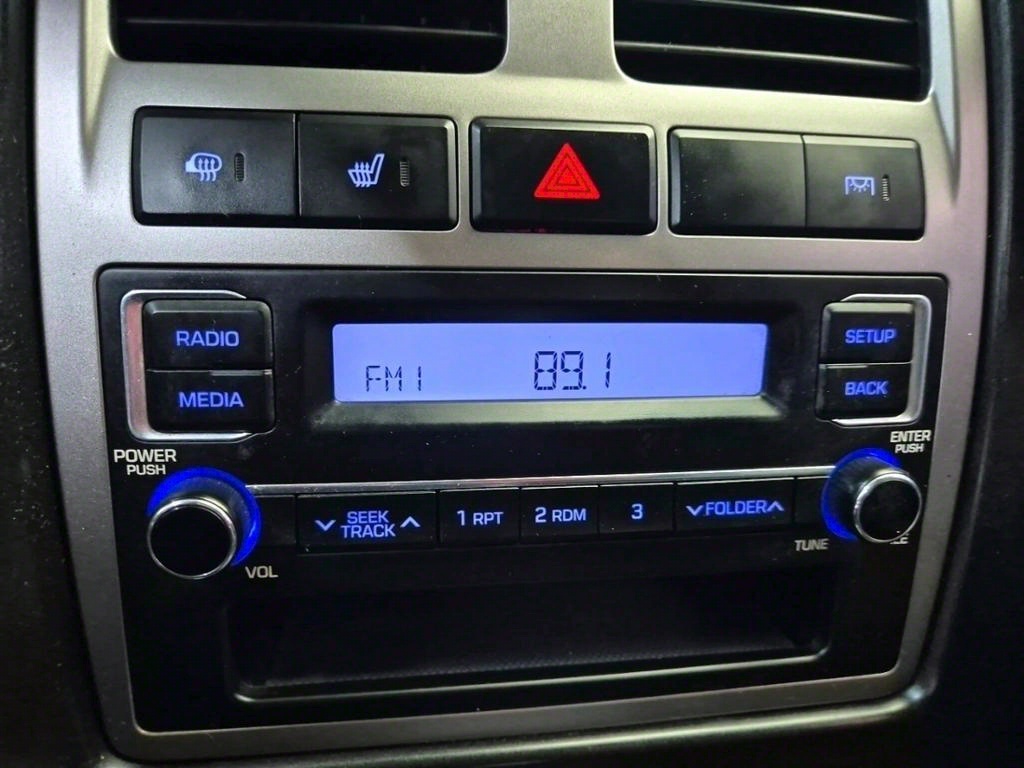 RADIO
MEDIA
FM1
89.1
SETUP
BACK
POWER
PUSH
ENTER
PUSH
SEEK
TRACK
1 RPT
2 RDM
3
FOLDER
VOL
TUNE